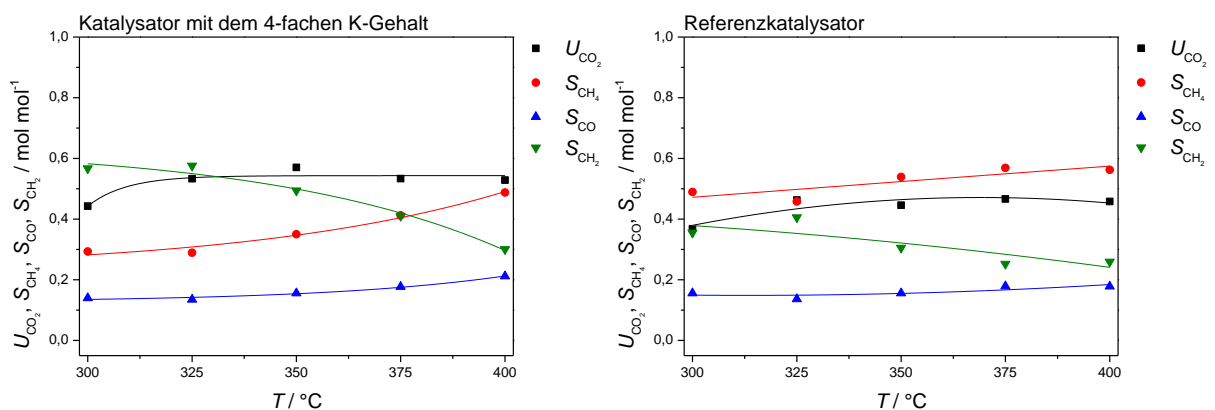 Katalysator mit dem 4-fachen K-Gehalt
U_CO₂, S_CH₄, S_CO, S_CH₂ / mol mol⁻¹
1,0
0,8
0,6
0,4
0,2
0,0
300
325
350
375
400
T / °C
U_CO₂
S_CH₄
S_CO
S_CH₂
Referenzkatalysator
U_CO₂, S_CH₄, S_CO, S_CH₂ / mol mol⁻¹
1,0
0,8
0,6
0,4
0,2
0,0
300
325
350
375
400
T / °C
U_CO₂
S_CH₄
S_CO
S_CH₂